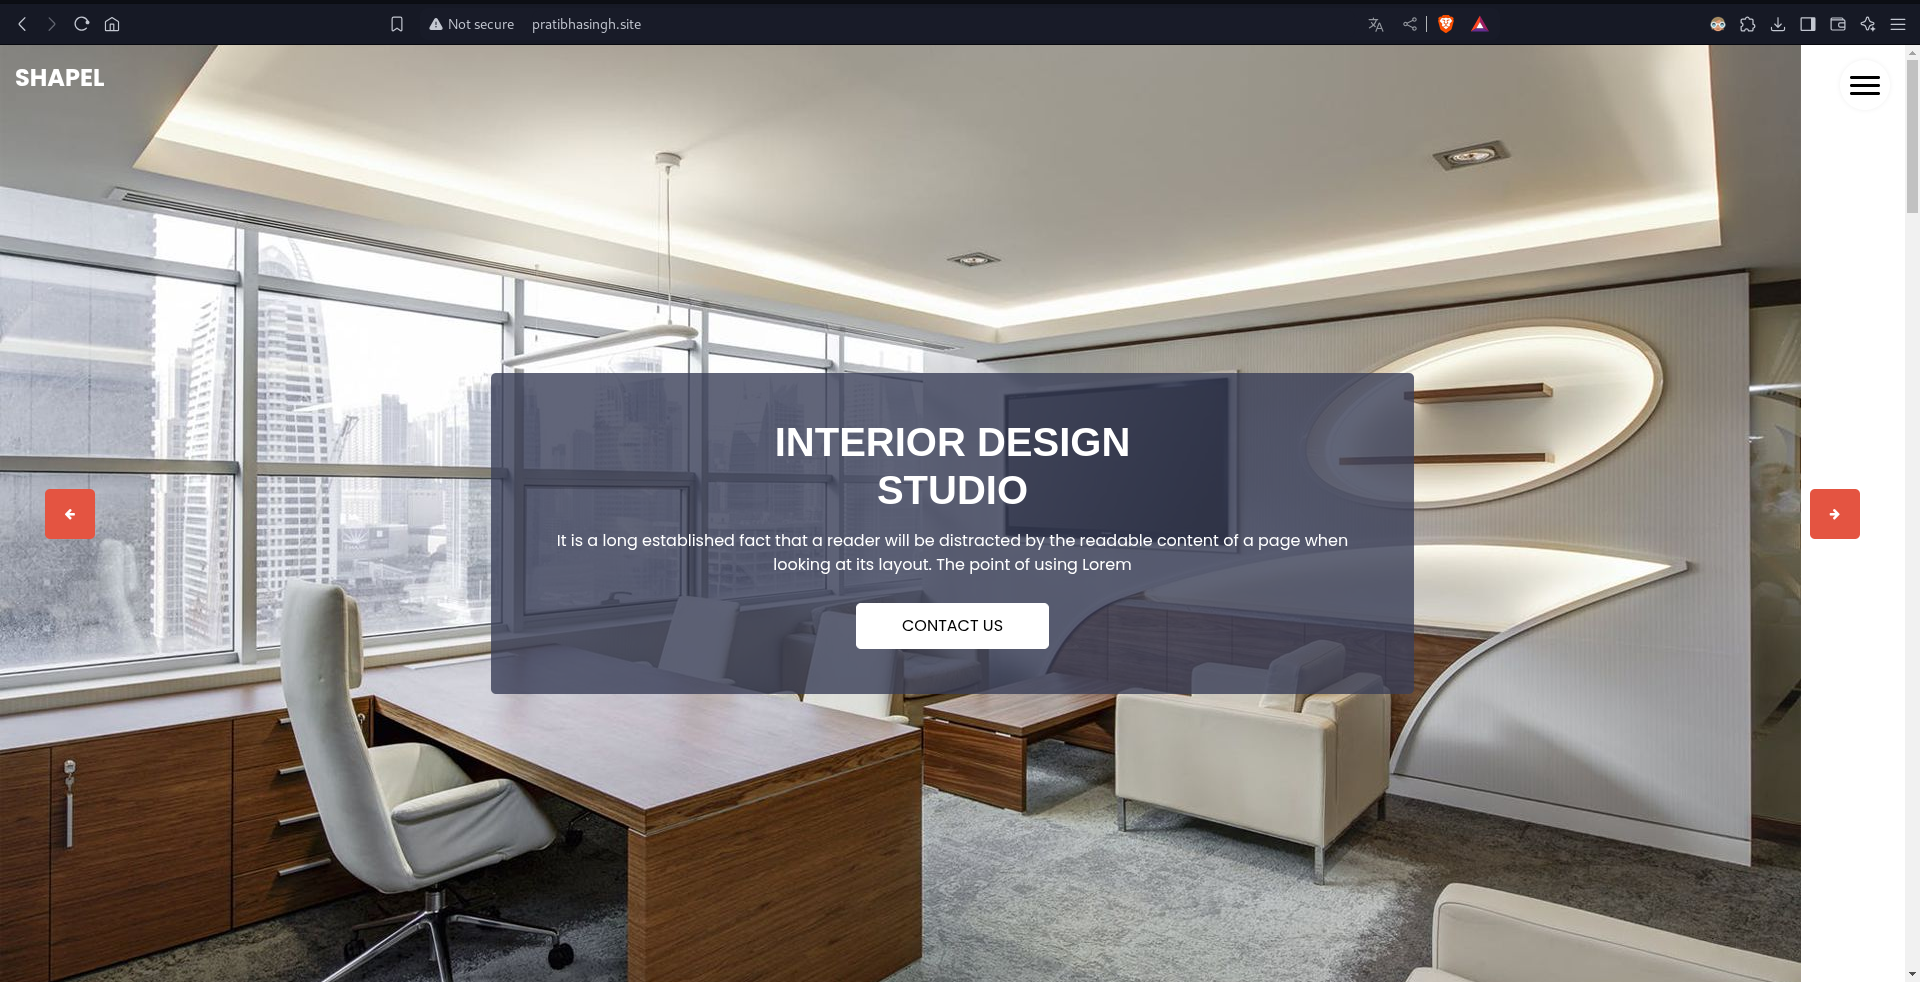 Not secure pratibhasingh.site
SHAPEL
INTERIOR DESIGN
STUDIO
It is a long established fact that a reader will be distracted by the readable content of a page when
looking at its layout. The point of using Lorem
CONTACT US